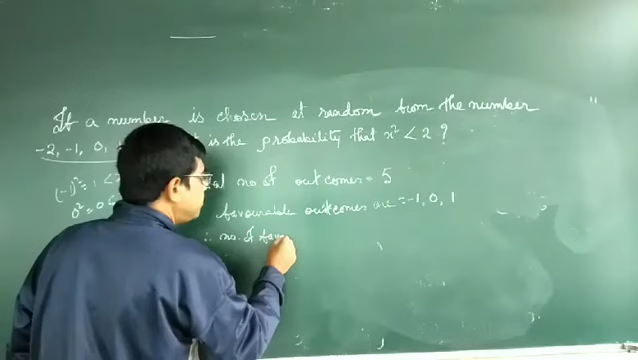 If a number is chosen at random from the number
-2, -1, 0, is the probability that x² < 2 ?
(-1)² = 1 < no. of outcomes = 5
0² = 0 favourable outcomes are = -1, 0, 1
∴ no. of favo